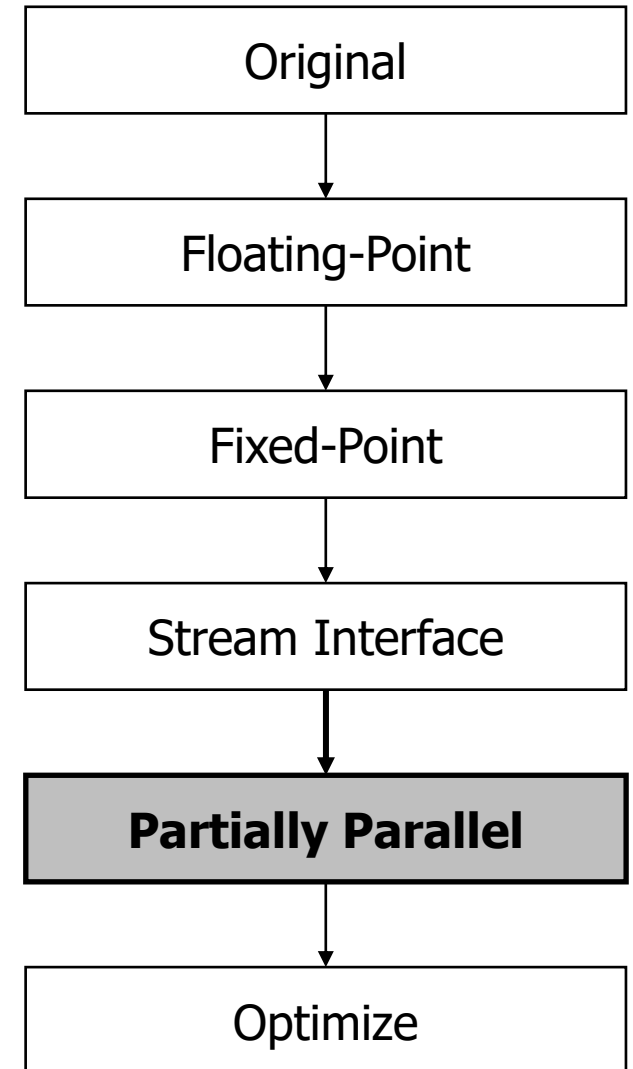 Original
Floating-Point
Fixed-Point
Stream Interface
Partially Parallel
Optimize